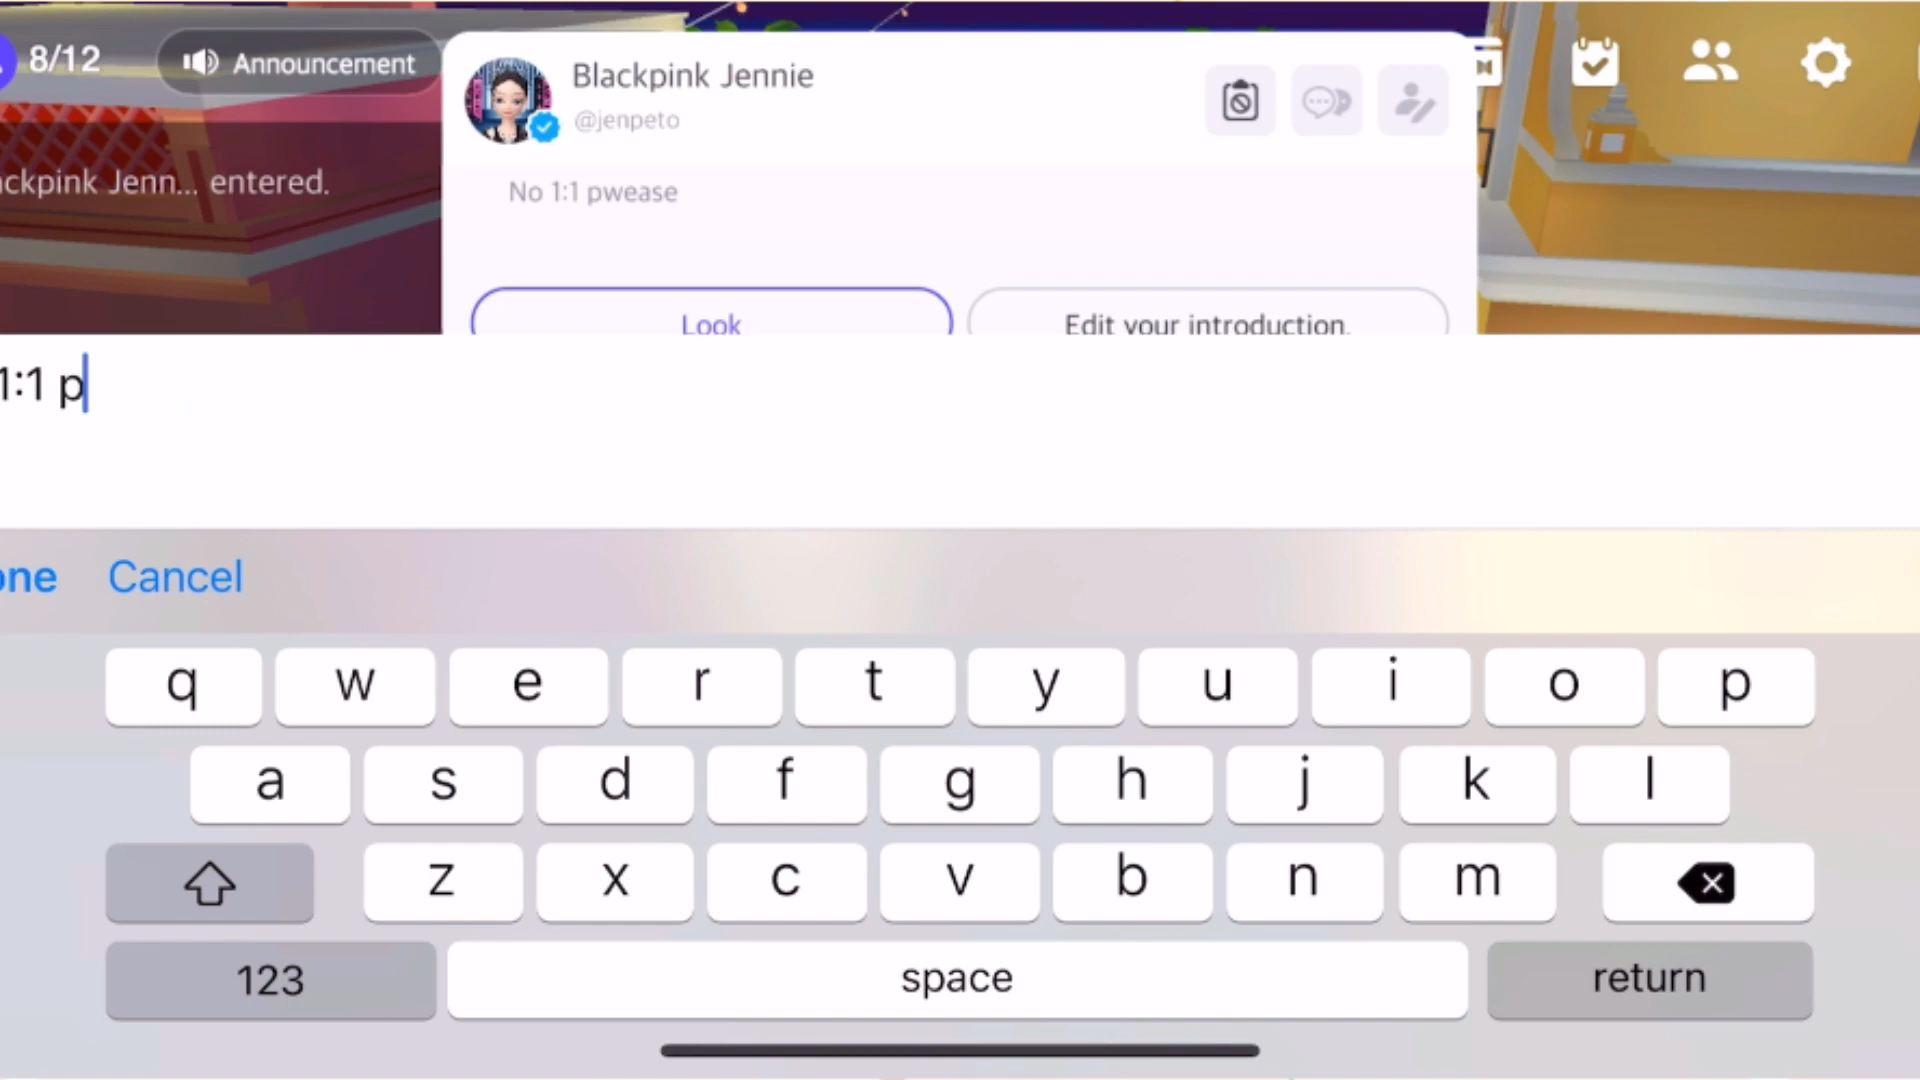 8/12
Announcement
Blackpink Jennie
@jenpeto
ckpink Jenn... entered.
No 1:1 pwease
Look
Edit your introduction.
1:1 p
one
Cancel
q w e r t y u i o p
a s d f g h j k l
z x c v b n m
123
space
return